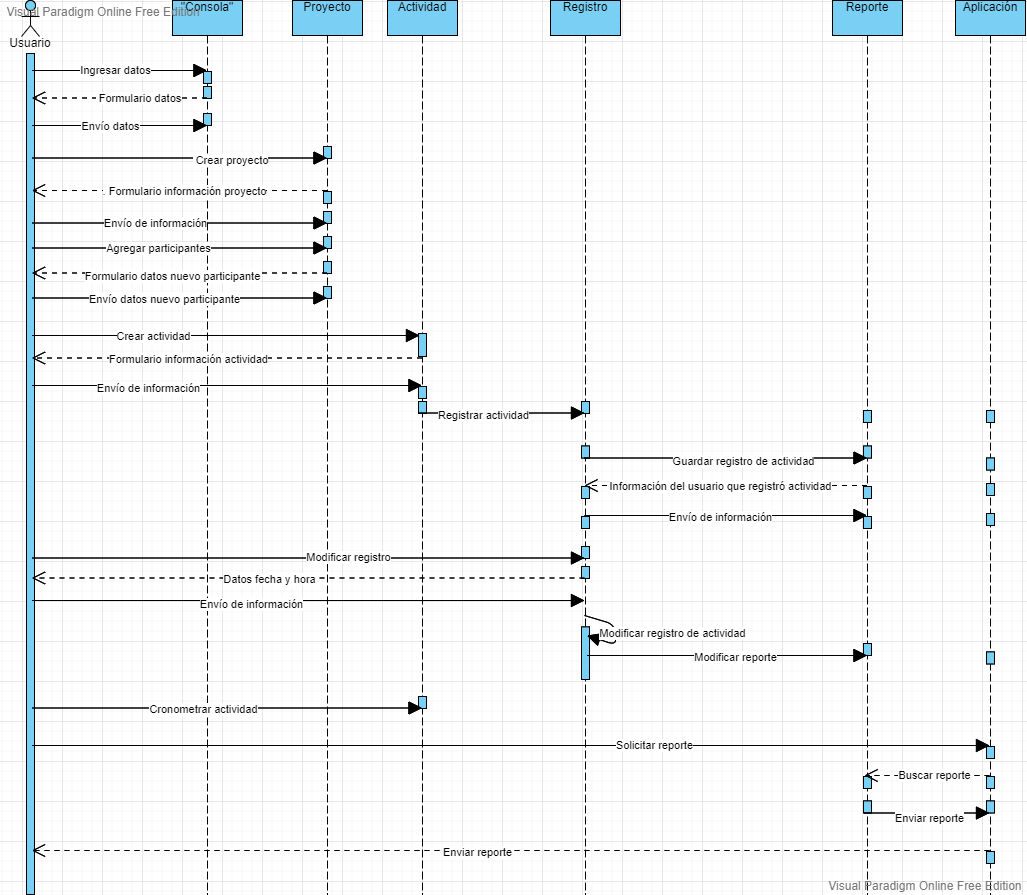 Visual Paradigm Online Free Edition
Usuario
"Consola"
Proyecto
Actividad
Registro
Reporte
Aplicación
Ingresar datos
Formulario datos
Envío datos
Crear proyecto
Formulario información proyecto
Envío de información
Agregar participantes
Formulario datos nuevo participante
Envío datos nuevo participante
Crear actividad
Formulario información actividad
Envío de información
Registrar actividad
Guardar registro de actividad
Información del usuario que registró actividad
Envío de información
Modificar registro
Datos fecha y hora
Envío de información
Modificar registro de actividad
Modificar reporte
Cronometrar actividad
Solicitar reporte
Buscar reporte
Enviar reporte
Enviar reporte
Visual Paradigm Online Free Edition